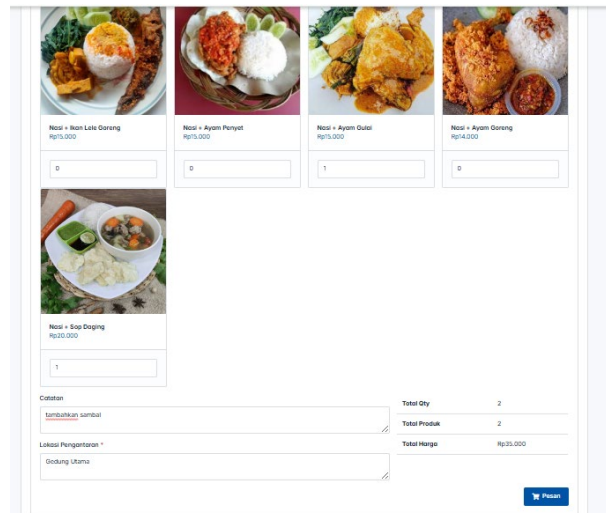 Nasi + Ikan Lele Goreng
Rp15.000
0
Nasi + Ayam Penyet
Rp15.000
0
Nasi + Ayam Gulai
Rp15.000
1
Nasi + Ayam Goreng
Rp14.000
0
Nasi + Sop Daging
Rp20.000
1
Catatan
tambahkan sambal
Lokasi Pengantaran *
Gedung Utama
Total Qty 2
Total Produk 2
Total Harga Rp35.000
Pesan